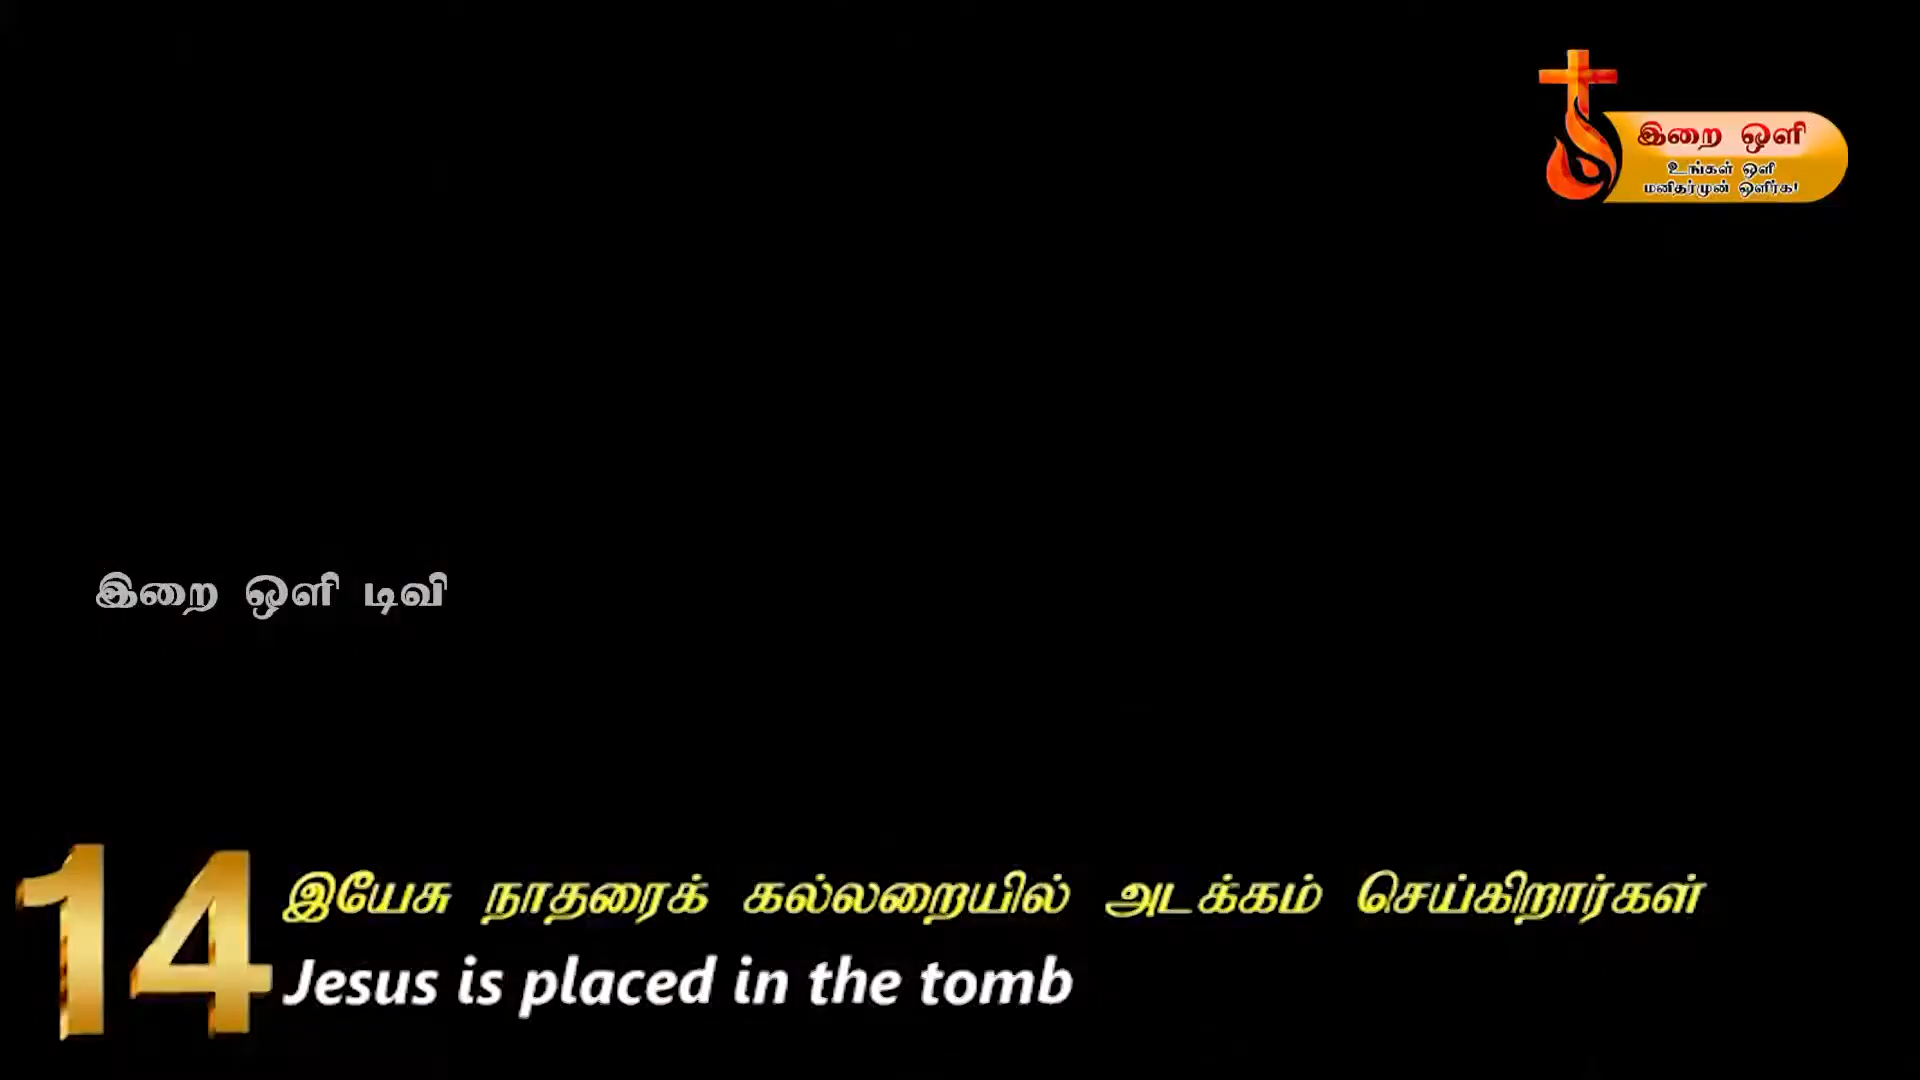 இறை ஒளி
உங்கள் ஒளி
மனிதர்முன் ஒளிர்க!
இறை ஒளி டிவி
14
இயேசு நாதரைக் கல்லறையில் அடக்கம் செய்கிறார்கள்
Jesus is placed in the tomb